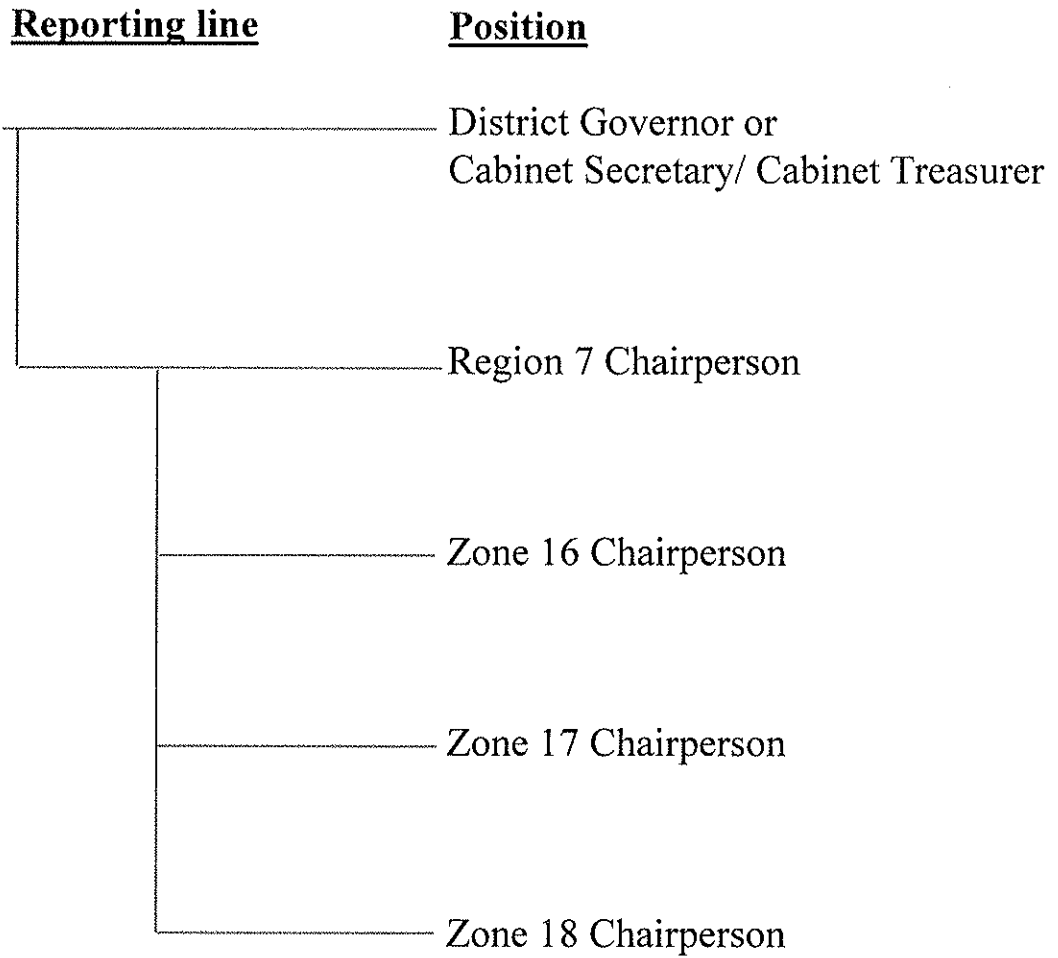 Reporting line Position
District Governor or
Cabinet Secretary/ Cabinet Treasurer
Region 7 Chairperson
Zone 16 Chairperson
Zone 17 Chairperson
Zone 18 Chairperson